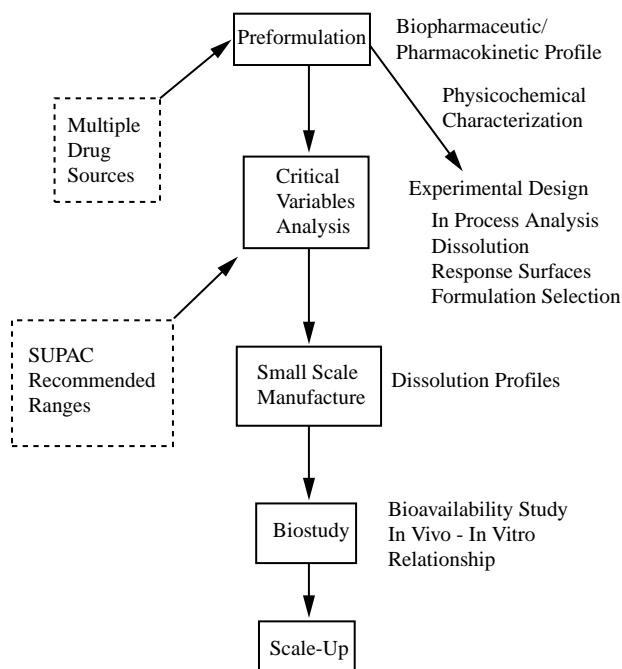 Preformulation
Biopharmaceutic/
Pharmacokinetic Profile
Physicochemical
Characterization
Multiple
Drug
Sources
Critical
Variables
Analysis
Experimental Design
In Process Analysis
Dissolution
Response Surfaces
Formulation Selection
SUPAC
Recommended
Ranges
Small Scale
Manufacture
Dissolution Profiles
Biostudy
Bioavailability Study
In Vivo - In Vitro
Relationship
Scale-Up